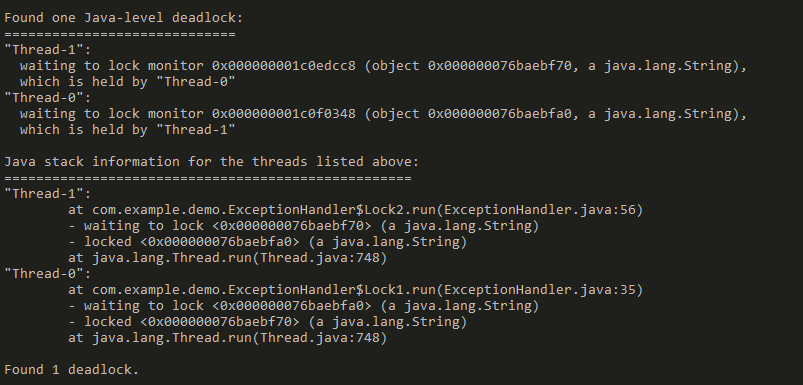 Found one Java-level deadlock:
=============================
"Thread-1":
  waiting to lock monitor 0x000000001c0edcc8 (object 0x000000076baebf70, a java.lang.String),
  which is held by "Thread-0"
"Thread-0":
  waiting to lock monitor 0x000000001c0f0348 (object 0x000000076baebfa0, a java.lang.String),
  which is held by "Thread-1"

Java stack information for the threads listed above:
===================================================
"Thread-1":
        at com.example.demo.ExceptionHandler$Lock2.run(ExceptionHandler.java:56)
        - waiting to lock <0x000000076baebf70> (a java.lang.String)
        - locked <0x000000076baebfa0> (a java.lang.String)
        at java.lang.Thread.run(Thread.java:748)
"Thread-0":
        at com.example.demo.ExceptionHandler$Lock1.run(ExceptionHandler.java:35)
        - waiting to lock <0x000000076baebfa0> (a java.lang.String)
        - locked <0x000000076baebf70> (a java.lang.String)
        at java.lang.Thread.run(Thread.java:748)

Found 1 deadlock.